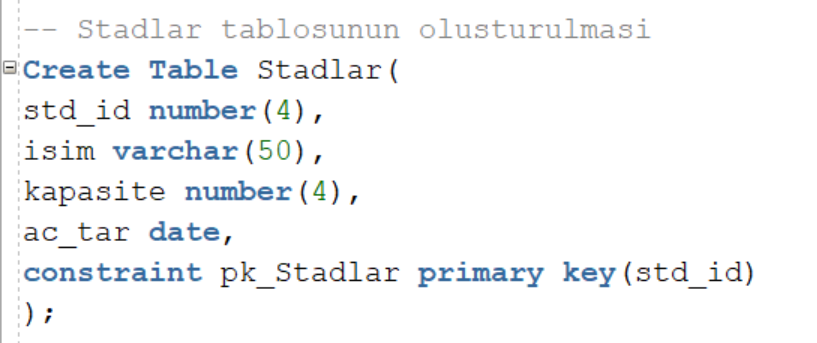 -- Stadlar tablosunun olusturulmasi
Create Table Stadlar(
std_id number(4),
isim varchar(50),
kapasite number(4),
ac_tar date,
constraint pk_Stadlar primary key(std_id)
);